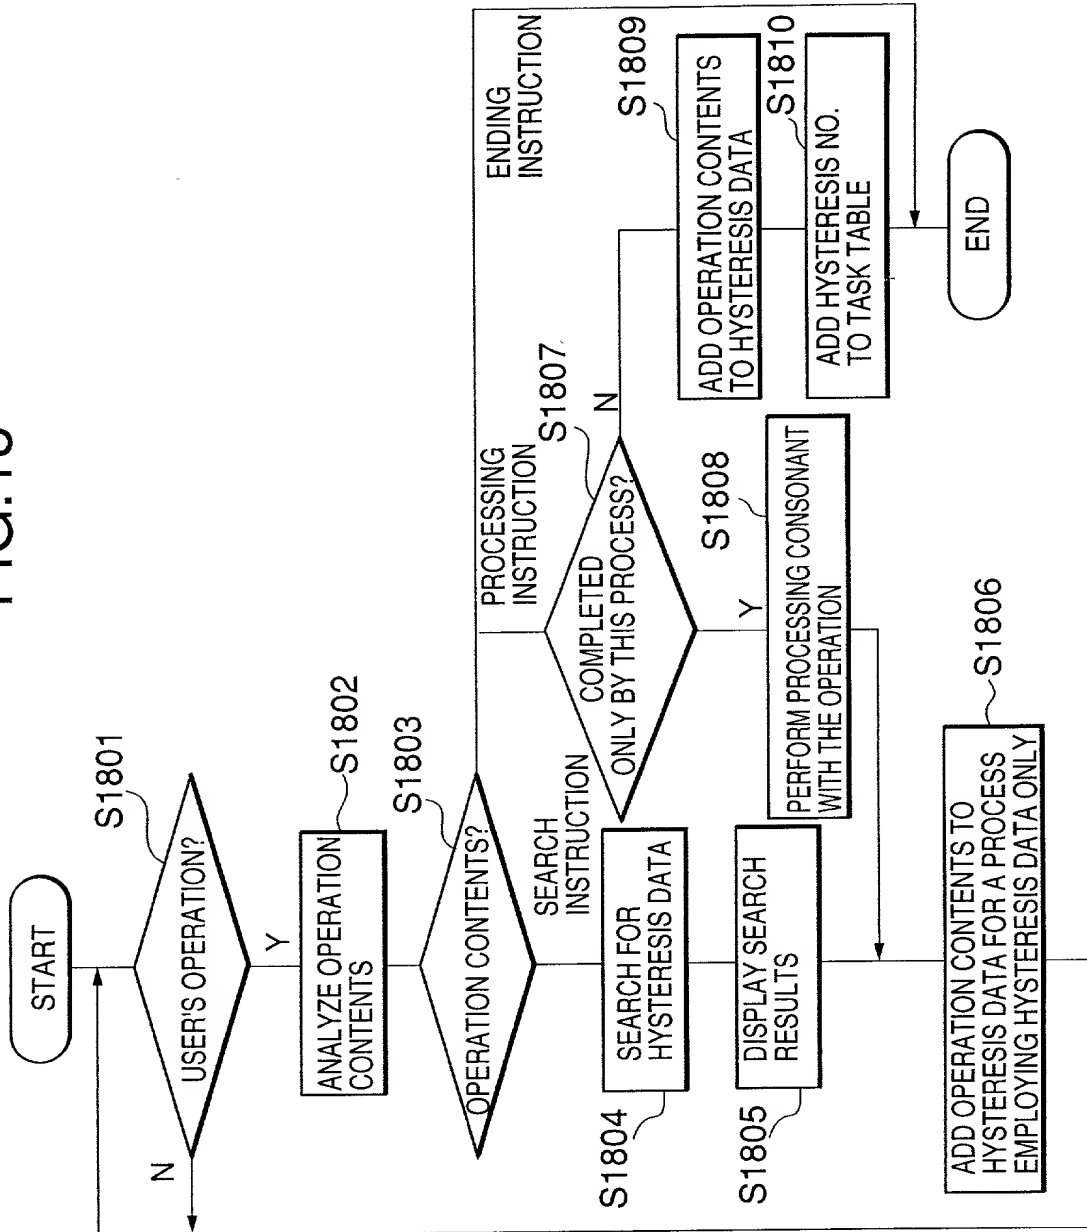 START
S1801
USER'S OPERATION?
N
Y
S1802
ANALYZE OPERATION
CONTENTS
S1803
OPERATION CONTENTS?
SEARCH
INSTRUCTION
PROCESSING
INSTRUCTION
ENDING
INSTRUCTION
S1804
SEARCH FOR
HYSTERESIS DATA
S1805
DISPLAY SEARCH
RESULTS
S1807
COMPLETED
ONLY BY THIS PROCESS?
N
Y
S1808
PERFORM PROCESSING CONSONANT
WITH THE OPERATION
S1809
ADD OPERATION CONTENTS
TO HYSTERESIS DATA
S1810
ADD HYSTERESIS NO.
TO TASK TABLE
END
S1806
ADD OPERATION CONTENTS TO
HYSTERESIS DATA FOR A PROCESS
EMPLOYING HYSTERESIS DATA ONLY